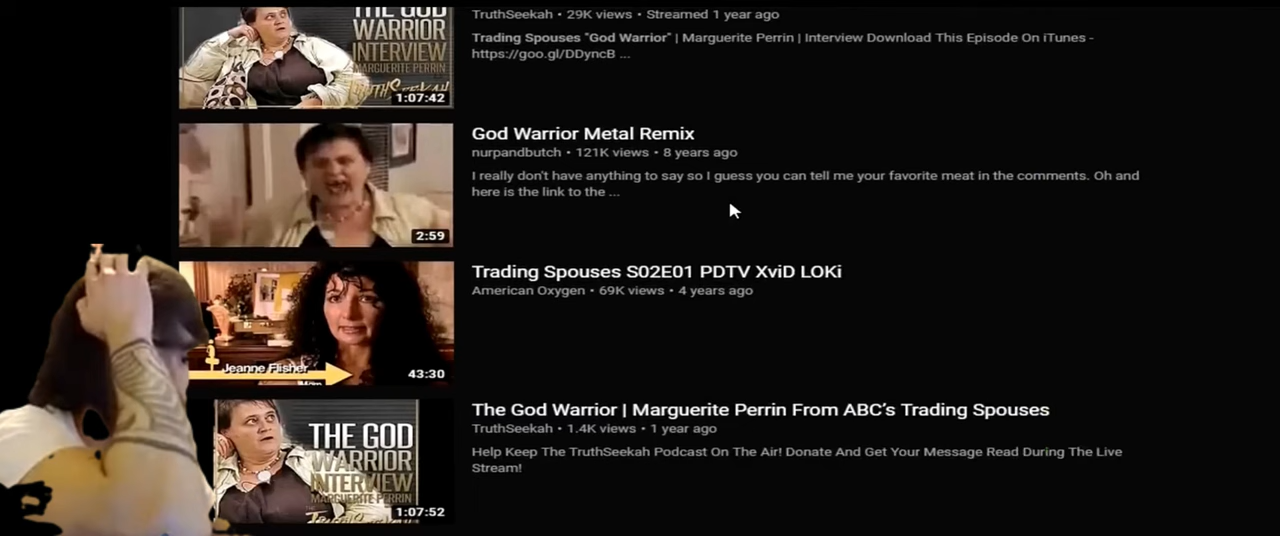 THE GOD
WARRIOR
INTERVIEW
MARGUERITE PERRIN
TRUTHSEEKAH
1:07:42
TruthSeekah • 29K views • Streamed 1 year ago
Trading Spouses "God Warrior" | Marguerite Perrin | Interview Download This Episode On iTunes -
https://goo.gl/DDyncB ...
2:59
God Warrior Metal Remix
nurpandbutch • 121K views • 8 years ago
I really don't have anything to say so I guess you can tell me your favorite meat in the comments. Oh and
here is the link to the ...
Jeanne Flisher
Mom
43:30
Trading Spouses S02E01 PDTV XviD LOKi
American Oxygen • 69K views • 4 years ago
THE GOD
WARRIOR
INTERVIEW
MARGUERITE PERRIN
1:07:52
The God Warrior | Marguerite Perrin From ABC’s Trading Spouses
TruthSeekah • 1.4K views • 1 year ago
Help Keep The TruthSeekah Podcast On The Air! Donate And Get Your Message Read During The Live
Stream!